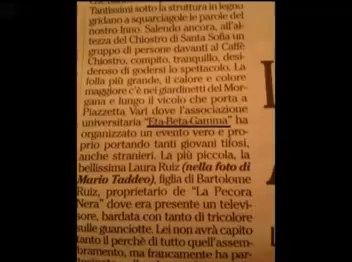 Tantissimi sotto la struttura in legno
gridano a squarciagole le parole del
nostro Inno. Salendo ancora, all'al-
tezza del Chiostro di Santa Sofia un
gruppo di persone davanti al Caffè
Chiostro, compito, tranquillo, desi-
deroso di godersi lo spettacolo. La
folla più grande, il calore e colore
maggiore c'è nei giardinetti del Mor-
gana e lungo il vicolo che porta a
Piazzetta Vari dove l'associazione
universitaria "Eta-Beta-Gamma" ha
organizzato un evento vero e pro-
prio portando tanti giovani tifosi,
anche stranieri. La più piccola, la
bellissima Laura Ruiz (nella foto di
Mario Taddeo), figlia di Bartolome
Ruiz, proprietario de "La Pecora
Nera" dove era presente un televi-
sore, bardata con tanto di tricolore
sulle guanciotte. Lei non avrà capito
tanto il perchè di tutto quell'assem-
bramento, ma francamente ha par-